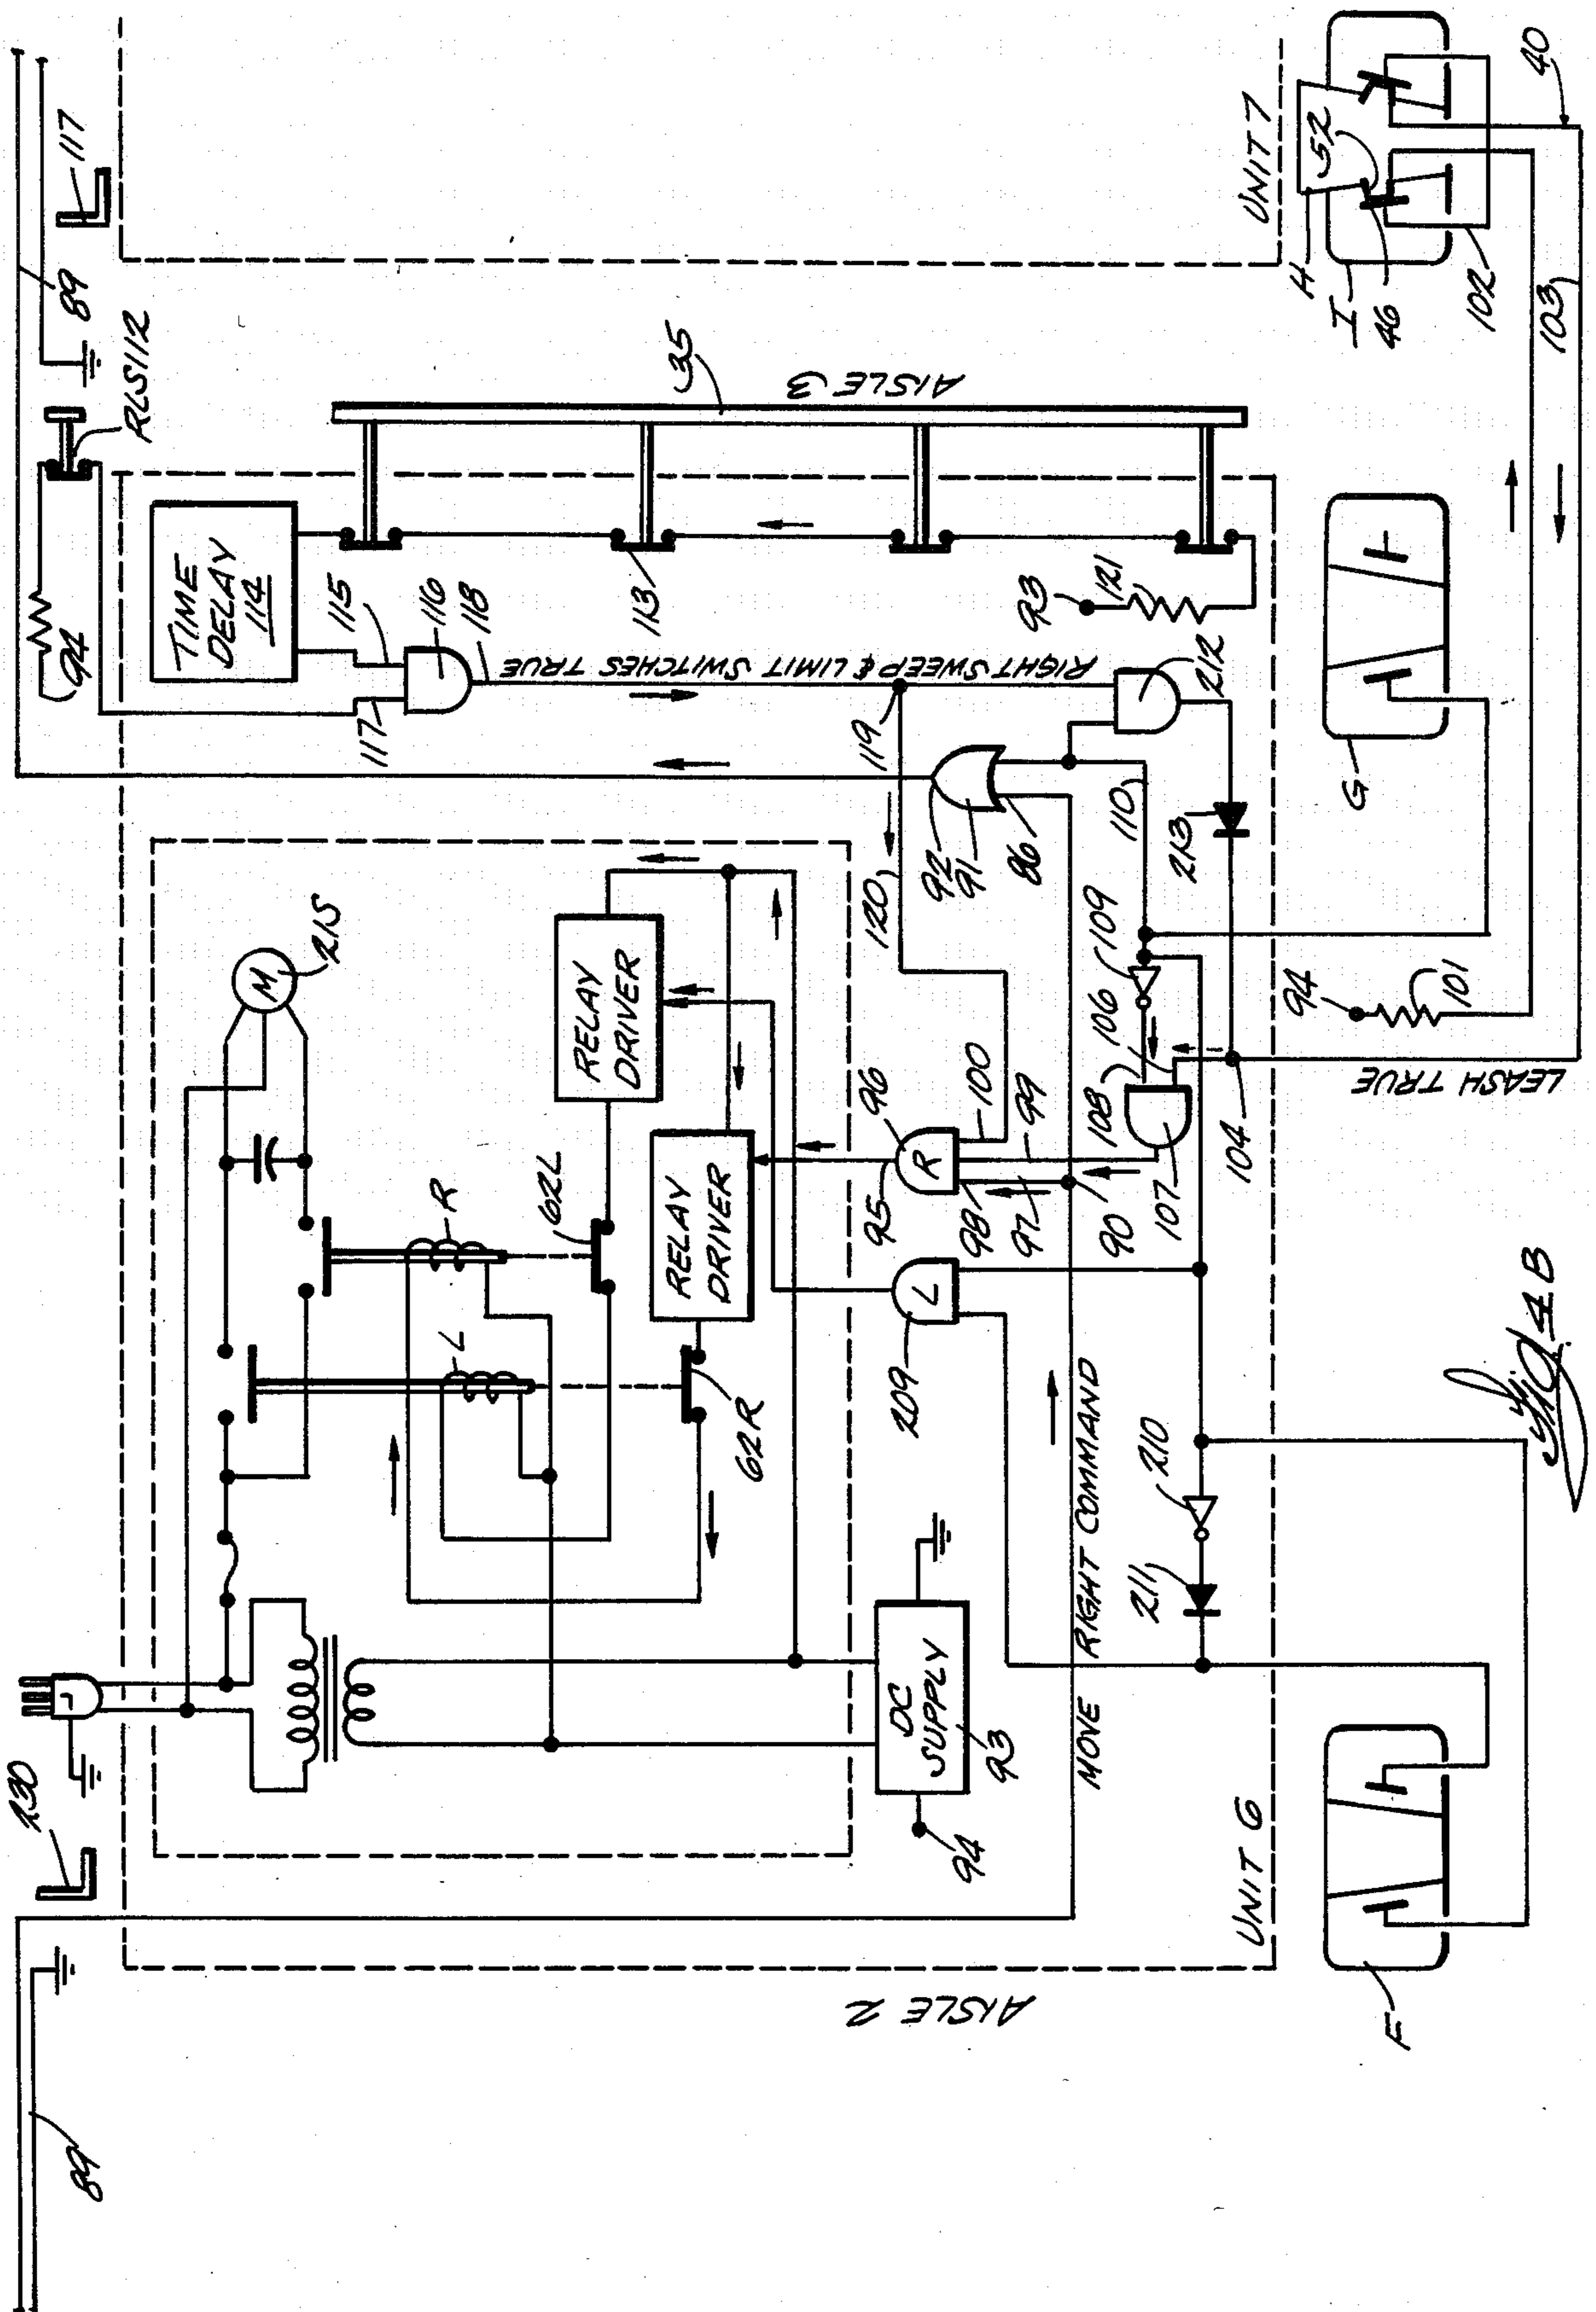 89
230
94
RLS112
89
117
TIME
DELAY
114
115
116
118
117
M
215
RELAY
DRIVER
RELAY
DRIVER
R
62L
L
62R
113
35
AISLE 3
93
121
RIGHT SWEEP & LIMIT SWITCHES TRUE
119
120
212
92
91
86
110
109
106
213
DC
SUPPLY
93
94
95
96
R
100
99
98
97
90
108
107
104
209
L
MOVE RIGHT COMMAND
210
211
UNIT 6
AISLE 2
UNIT 7
H
52
I
46
102
103
40
G
94
101
LEASH TRUE
F
Fig. 4B